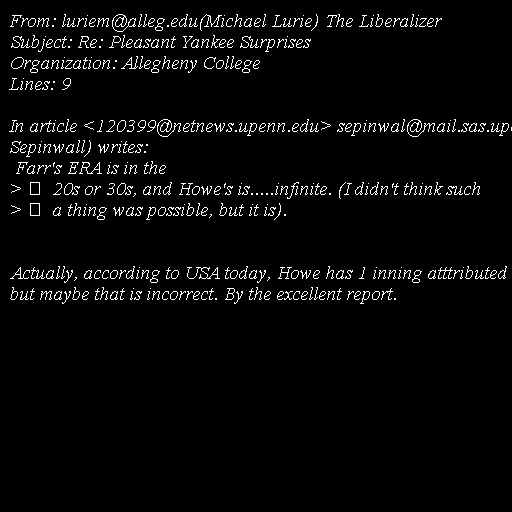 From: luriem@alleg.edu(Michael Lurie) The Liberalizer
Subject: Re: Pleasant Yankee Surprises
Organization: Allegheny College
Lines: 9

In article <120399@netnews.upenn.edu> sepinwal@mail.sas.up
Sepinwall) writes:
Farr's ERA is in the
> 20s or 30s, and Howe's is.....infinite. (I didn't think such
> a thing was possible, but it is).

Actually, according to USA today, Howe has 1 inning atttributed
but maybe that is incorrect. By the excellent report.